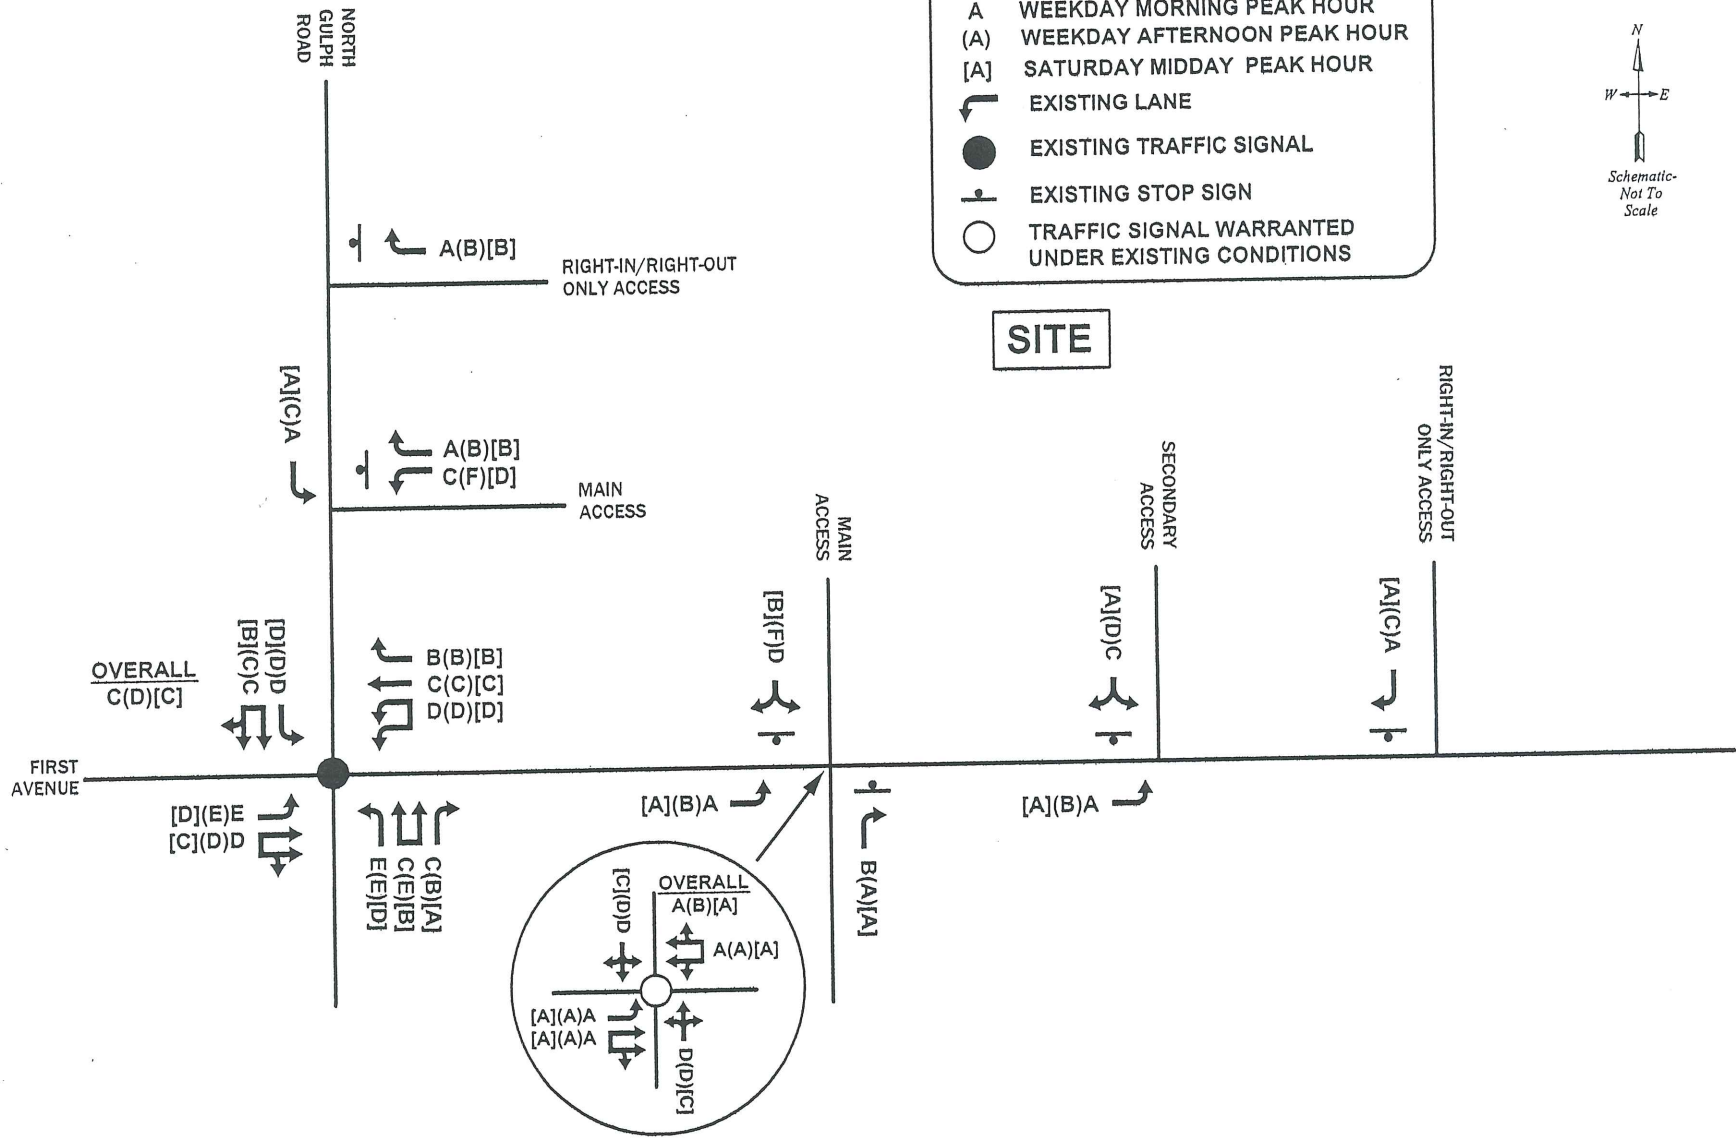 NORTH
GULPH
ROAD
A WEEKDAY MORNING PEAK HOUR
(A) WEEKDAY AFTERNOON PEAK HOUR
[A] SATURDAY MIDDAY PEAK HOUR
EXISTING LANE
EXISTING TRAFFIC SIGNAL
EXISTING STOP SIGN
TRAFFIC SIGNAL WARRANTED
UNDER EXISTING CONDITIONS
N
W E
Schematic-
Not To
Scale
A(B)[B]
RIGHT-IN/RIGHT-OUT
ONLY ACCESS
SITE
[A](C)A
A(B)[B]
C(F)[D]
MAIN
ACCESS
MAIN
ACCESS
SECONDARY
ACCESS
RIGHT-IN/RIGHT-OUT
ONLY ACCESS
[B](F)D
[A](D)C
[A](C)A
OVERALL
C(D)[C]
[D](D)D
[B](C)C
B(B)[B]
C(C)[C]
D(D)[D]
FIRST
AVENUE
[D](E)E
[C](D)D
C(B)[A]
C(E)[B]
E(E)[D]
[A](B)A
B(A)[A]
[A](B)A
[C](D)D
OVERALL
A(B)[A]
A(A)[A]
[A](A)A
[A](A)A
D(D)[C]